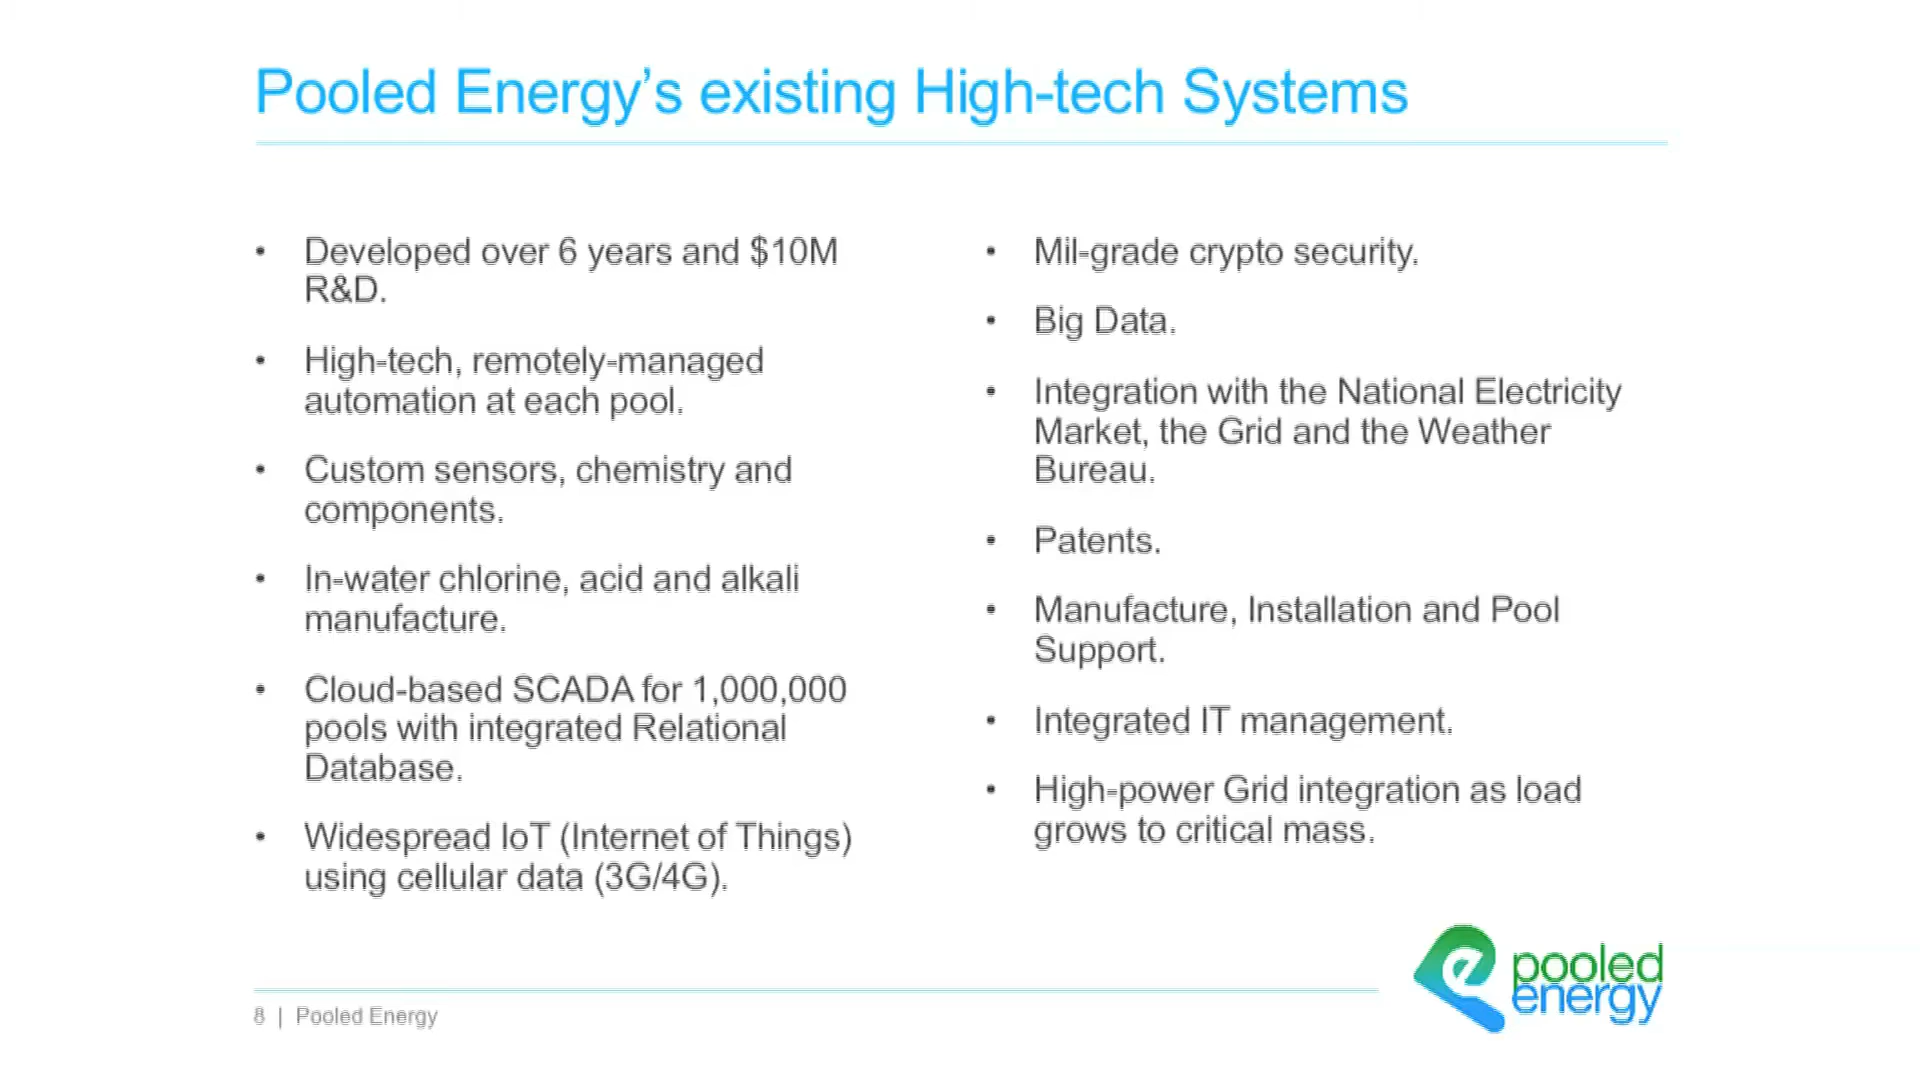 Pooled Energy’s existing High-tech Systems
• Developed over 6 years and $10M
R&D.
• High-tech, remotely-managed
automation at each pool.
• Custom sensors, chemistry and
components.
• In-water chlorine, acid and alkali
manufacture.
• Cloud-based SCADA for 1,000,000
pools with integrated Relational
Database.
• Widespread IoT (Internet of Things)
using cellular data (3G/4G).
• Mil-grade crypto security.
• Big Data.
• Integration with the National Electricity
Market, the Grid and the Weather
Bureau.
• Patents.
• Manufacture, Installation and Pool
Support.
• Integrated IT management.
• High-power Grid integration as load
grows to critical mass.
8 | Pooled Energy
e
pooled
energy